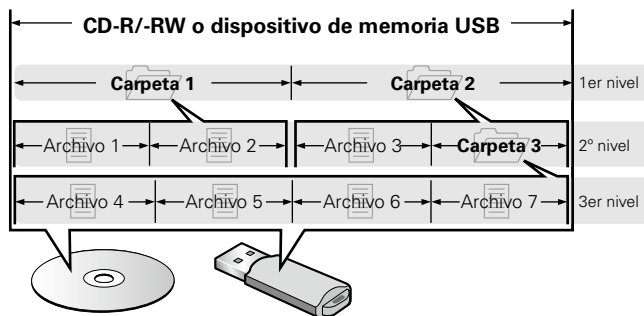 CD-R/-RW o dispositivo de memoria USB
Carpeta 1 Carpeta 2 1er nivel
Archivo 1 Archivo 2 Archivo 3 Carpeta 3 2º nivel
Archivo 4 Archivo 5 Archivo 6 Archivo 7 3er nivel